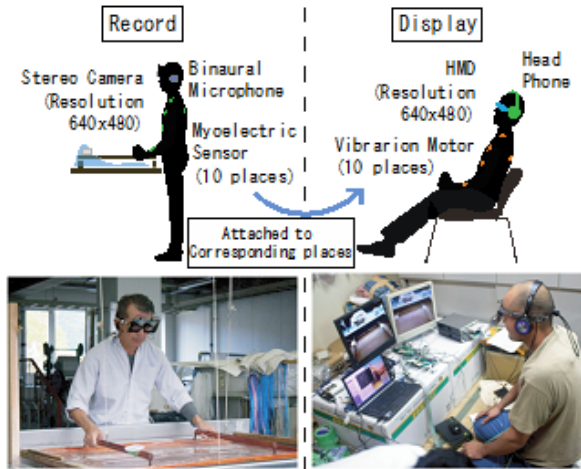 Record
Stereo Camera
(Resolution
640x480)
Binaural
Microphone
Myoelectric
Sensor
(10 places)
Display
HMD
(Resolution
640x480)
Head
Phone
Vibrarion Motor
(10 places)
Attached to
Corresponding places